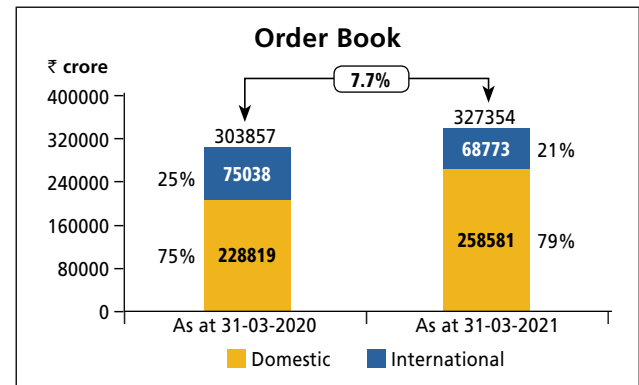 Order Book
₹ crore
7.7%
400000
320000
240000
160000
80000
0
303857
75038
25%
228819
75%
327354
68773
21%
258581
79%
As at 31-03-2020
As at 31-03-2021
Domestic
International